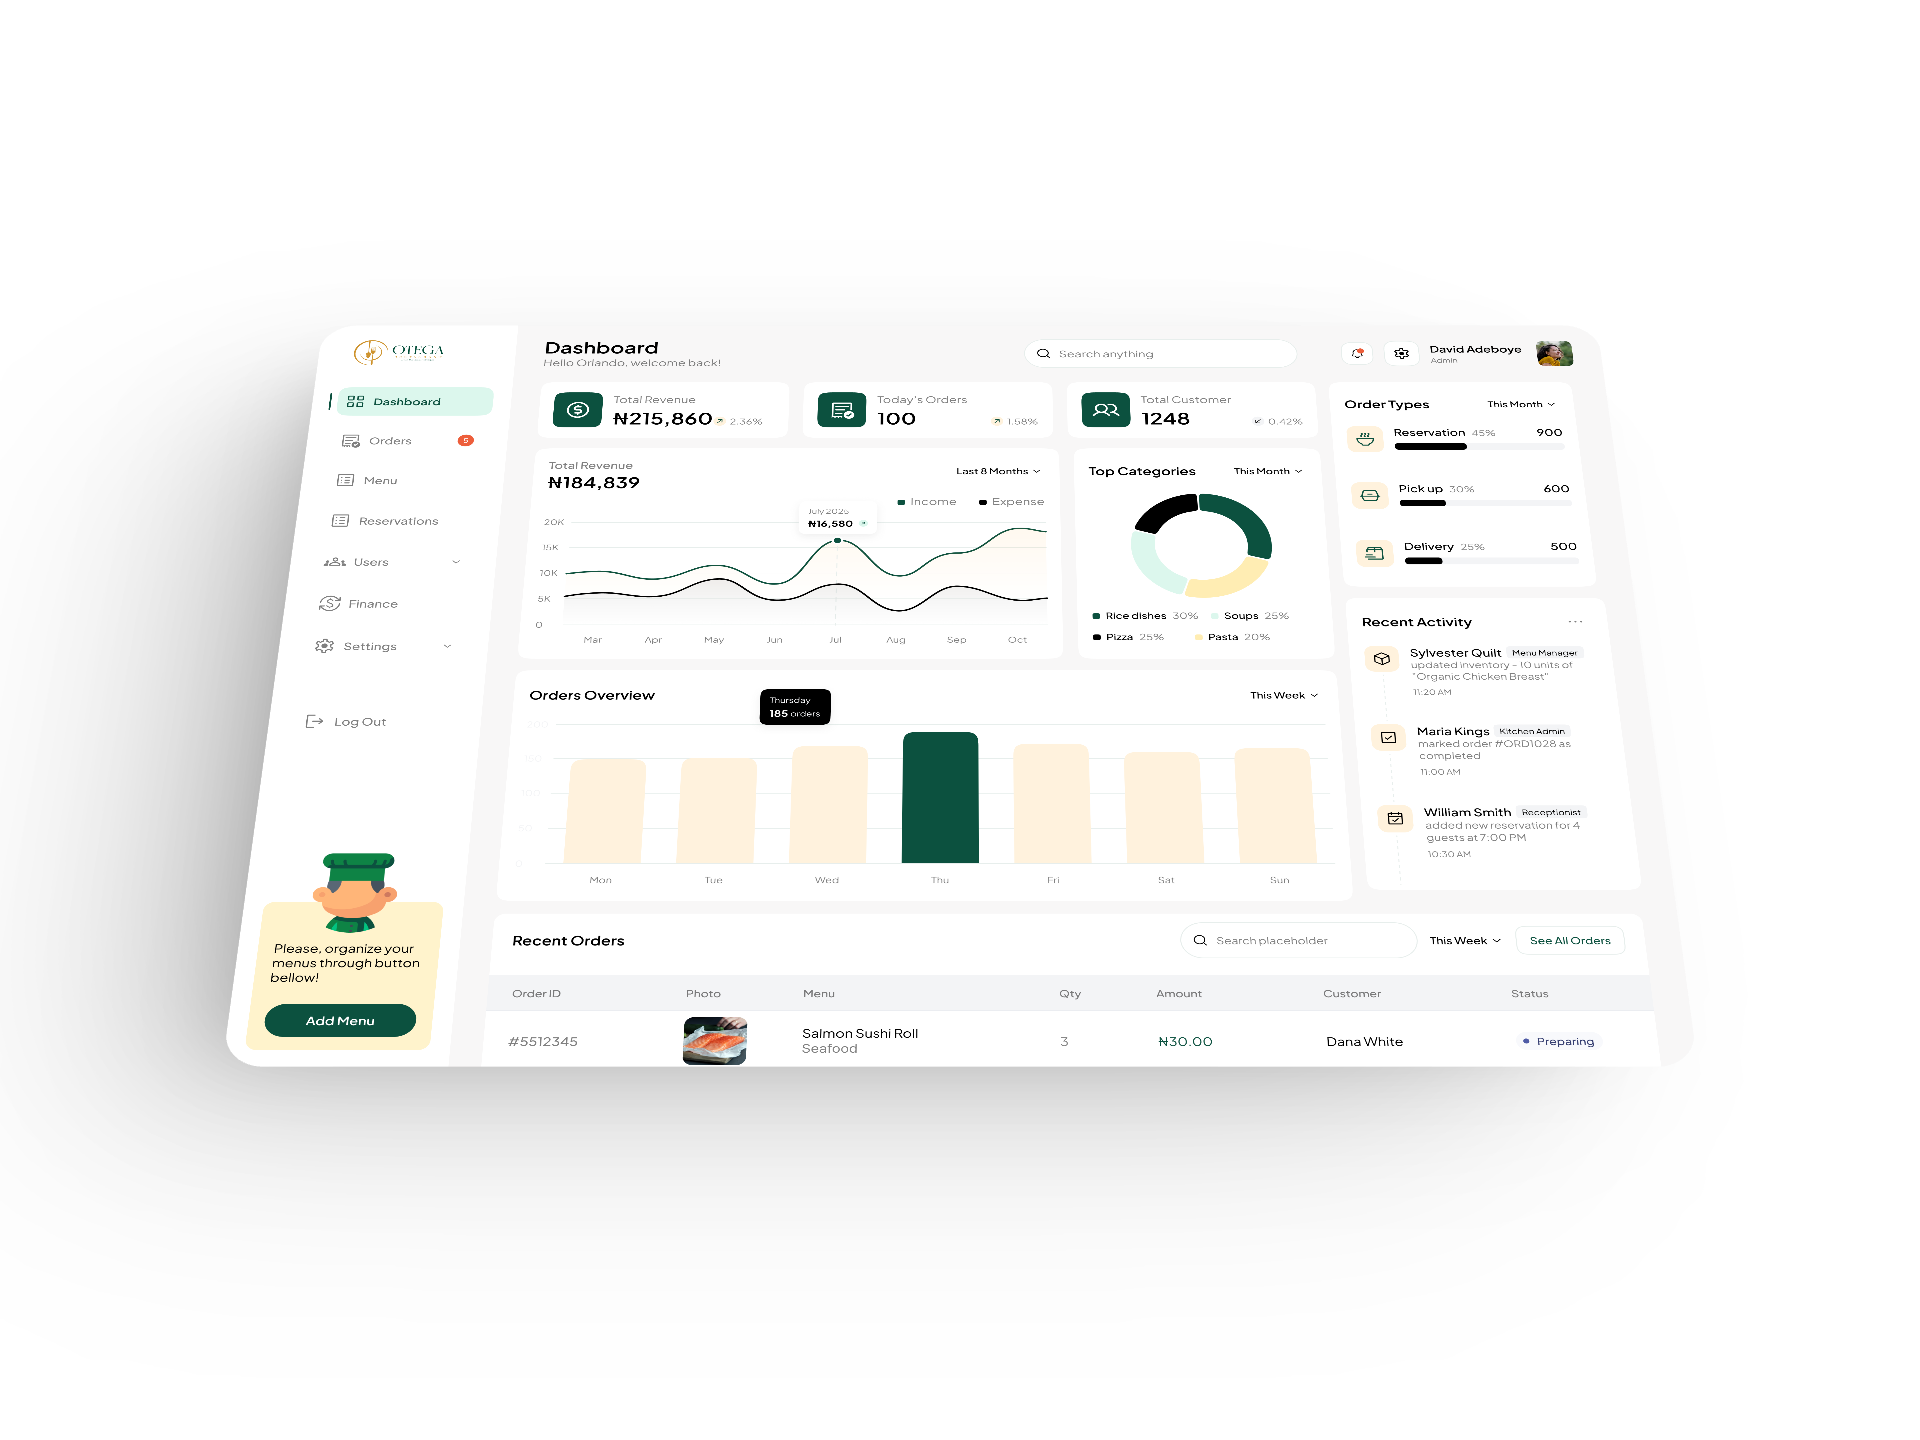 OTEGA
Dashboard
Orders 5
Menu
Reservations
Users
Finance
Settings
Log Out
Please, organize your
menus through button
bellow!
Add Menu
Dashboard
Hello Orlando, welcome back!
Search anything
David Adeboye
Admin
Total Revenue
₦215,860 2.36%
Today's Orders
100 1.58%
Total Customer
1248 0.42%
Total Revenue
₦184,839
Last 8 Months
Income Expense
July 2025
₦16,580
20K
15K
10K
5K
0
Mar Apr May Jun Jul Aug Sep Oct
Top Categories This Month
Rice dishes 30% Soups 25%
Pizza 25% Pasta 20%
Order Types This Month
Reservation 45% 900
Pick up 30% 600
Delivery 25% 500
Recent Activity
Sylvester Quilt Menu Manager
updated inventory - 10 units of
"Organic Chicken Breast"
11:20 AM
Maria Kings Kitchen Admin
marked order #ORD1028 as
completed
11:00 AM
William Smith Receptionist
added new reservation for 4
guests at 7:00 PM
10:30 AM
Orders Overview This Week
Thursday
185 orders
200
150
100
50
0
Mon Tue Wed Thu Fri Sat Sun
Recent Orders
Search placeholder
This Week
See All Orders
Order ID Photo Menu Qty Amount Customer Status
#5512345 Salmon Sushi Roll 3 ₦30.00 Dana White Preparing
Seafood